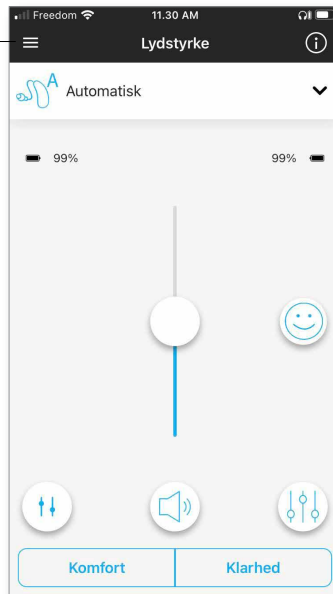 Freedom 11.30 AM
Lydstyrke
A
Automatisk
99% 99%
Komfort Klarhed